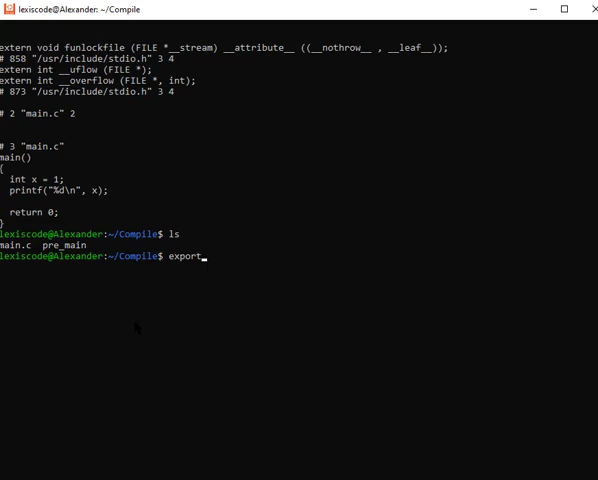 lexiscode@Alexander: ~/Compile
extern void funlockfile (FILE *__stream) __attribute__ ((__nothrow__ , __leaf__));
# 858 "/usr/include/stdio.h" 3 4
extern int __uflow (FILE *);
extern int __overflow (FILE *, int);
# 873 "/usr/include/stdio.h" 3 4
# 2 "main.c" 2
# 3 "main.c"
main()
{
int x = 1;
printf("%d\n", x);
return 0;
}
lexiscode@Alexander:~/Compile$ ls
main.c  pre_main
lexiscode@Alexander:~/Compile$ export